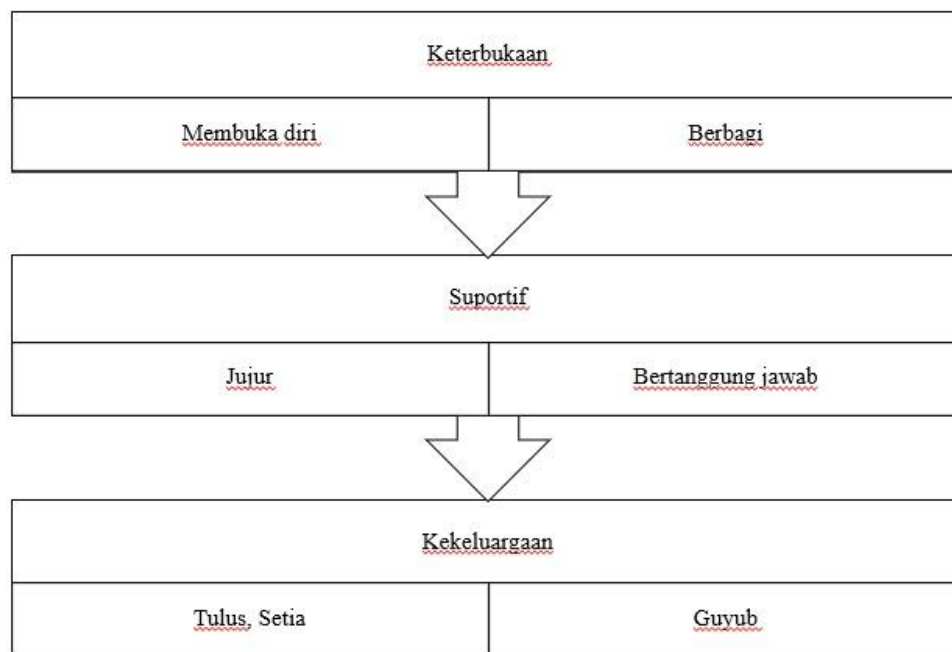 Keterbukaan
Membuka diri
Berbagi
Suportif
Jujur
Bertanggung jawab
Kekeluargaan
Tulus, Setia
Guyub